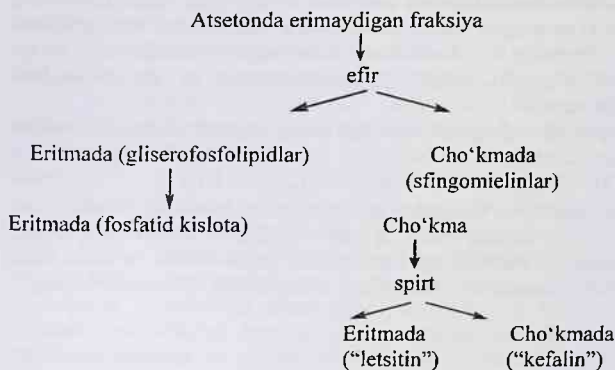 Atsetonda erimaydigan fraksiya
efir
Eritmada (gliserofosfolipidlar)
Cho‘kmada
(sfingomielinlar)
Eritmada (fosfatid kislota)
Cho‘kma
spirt
Eritmada
(“letsitin”)
Cho‘kmada
(“kefalin”)